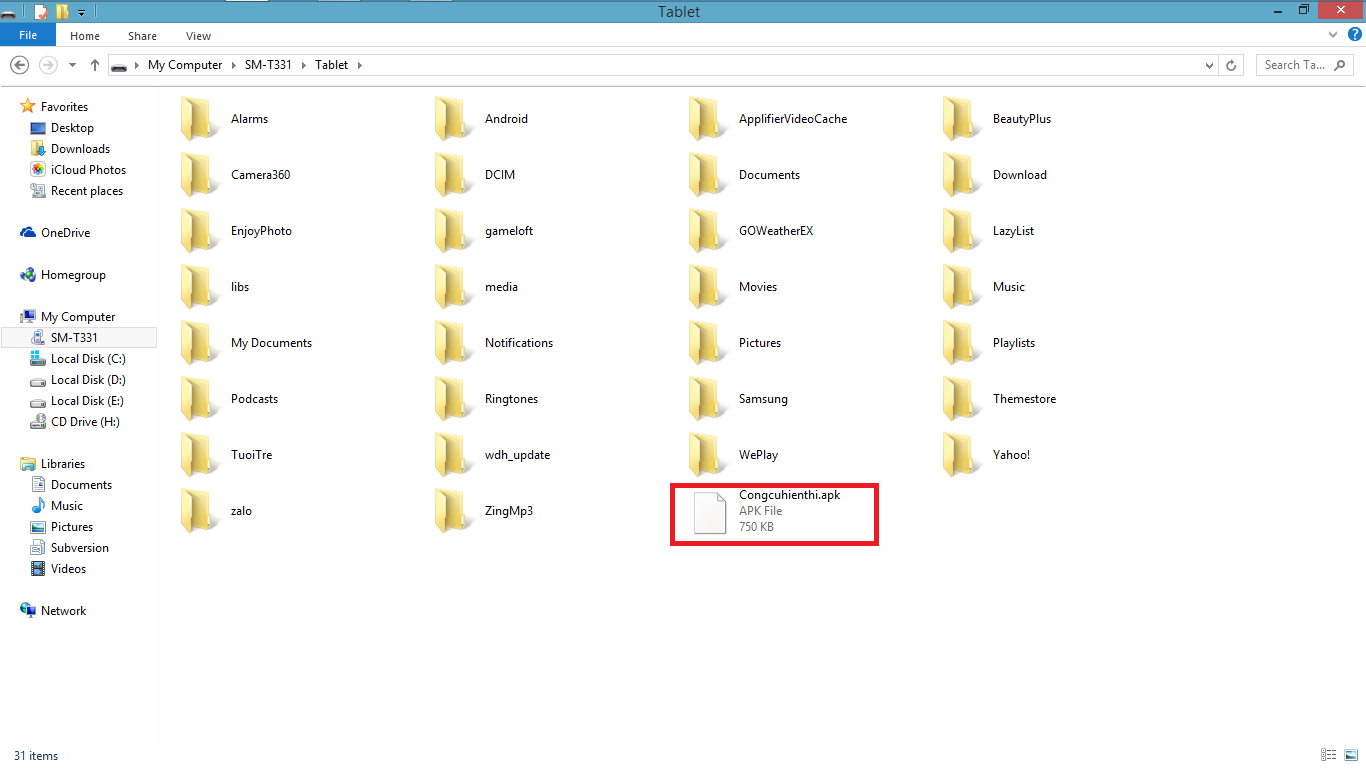 Tablet
File Home Share View
My Computer SM-T331 Tablet
Search Ta...
Favorites
Desktop
Downloads
iCloud Photos
Recent places
OneDrive
Homegroup
My Computer
SM-T331
Local Disk (C:)
Local Disk (D:)
Local Disk (E:)
CD Drive (H:)
Libraries
Documents
Music
Pictures
Subversion
Videos
Network
Alarms Android ApplifierVideoCache BeautyPlus
Camera360 DCIM Documents Download
EnjoyPhoto gameloft GOWeatherEX LazyList
libs media Movies Music
My Documents Notifications Pictures Playlists
Podcasts Ringtones Samsung Themestore
TuoiTre wdh_update WePlay Yahoo!
zalo ZingMp3 Congcuhienthi.apk
APK File
750 KB
31 items